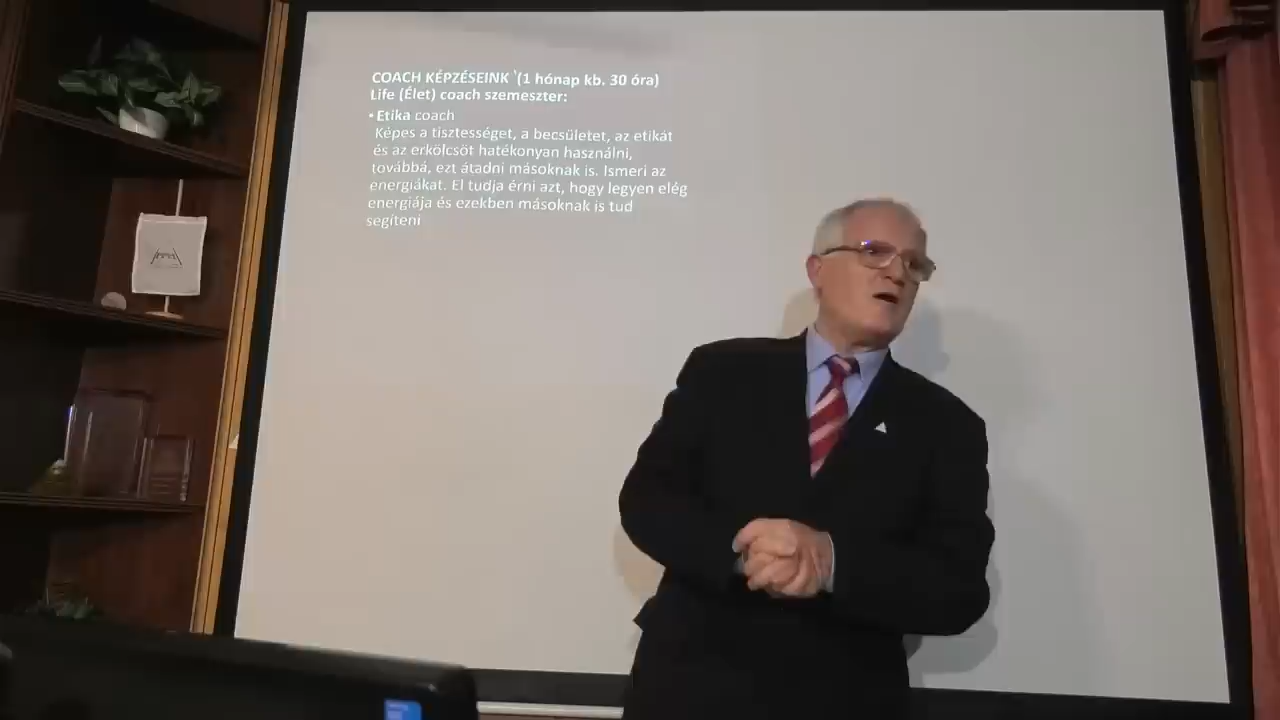 COACH KÉPZÉSEINK `(1 hónap kb. 30 óra)
Life (Élet) coach szemeszter:
• Etika coach
Képes a tisztességet, a becsületet, az etikát
és az erkölcsöt hatékonyan használni,
továbbá, ezt átadni másoknak is. Ismeri az
energiákat. El tudja érni azt, hogy legyen elég
energiája és ezekben másoknak is tud
segíteni